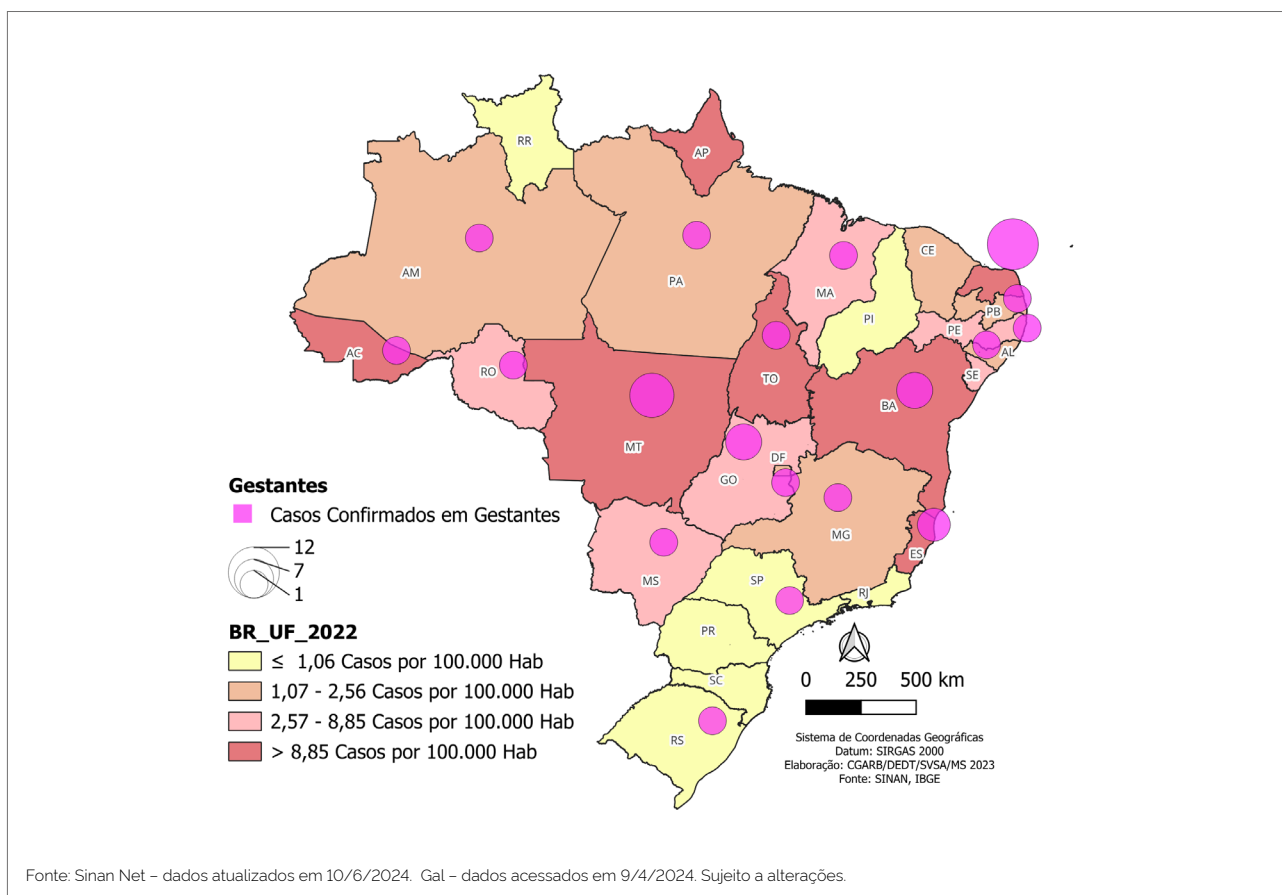 RR
AP
AM
PA
MA
CE
PI
PB
PE
AL
SE
AC
RO
TO
BA
MT
DF
GO
MG
ES
MS
SP
RJ
PR
SC
RS
Gestantes
Casos Confirmados em Gestantes
12
7
1
BR_UF_2022
≤ 1,06 Casos por 100.000 Hab
1,07 - 2,56 Casos por 100.000 Hab
2,57 - 8,85 Casos por 100.000 Hab
> 8,85 Casos por 100.000 Hab
0 250 500 km
Sistema de Coordenadas Geográficas
Datum: SIRGAS 2000
Elaboração: CGARB/DEDT/SVSA/MS 2023
Fonte: SINAN, IBGE
Fonte: Sinan Net – dados atualizados em 10/6/2024. Gal – dados acessados em 9/4/2024. Sujeito a alterações.